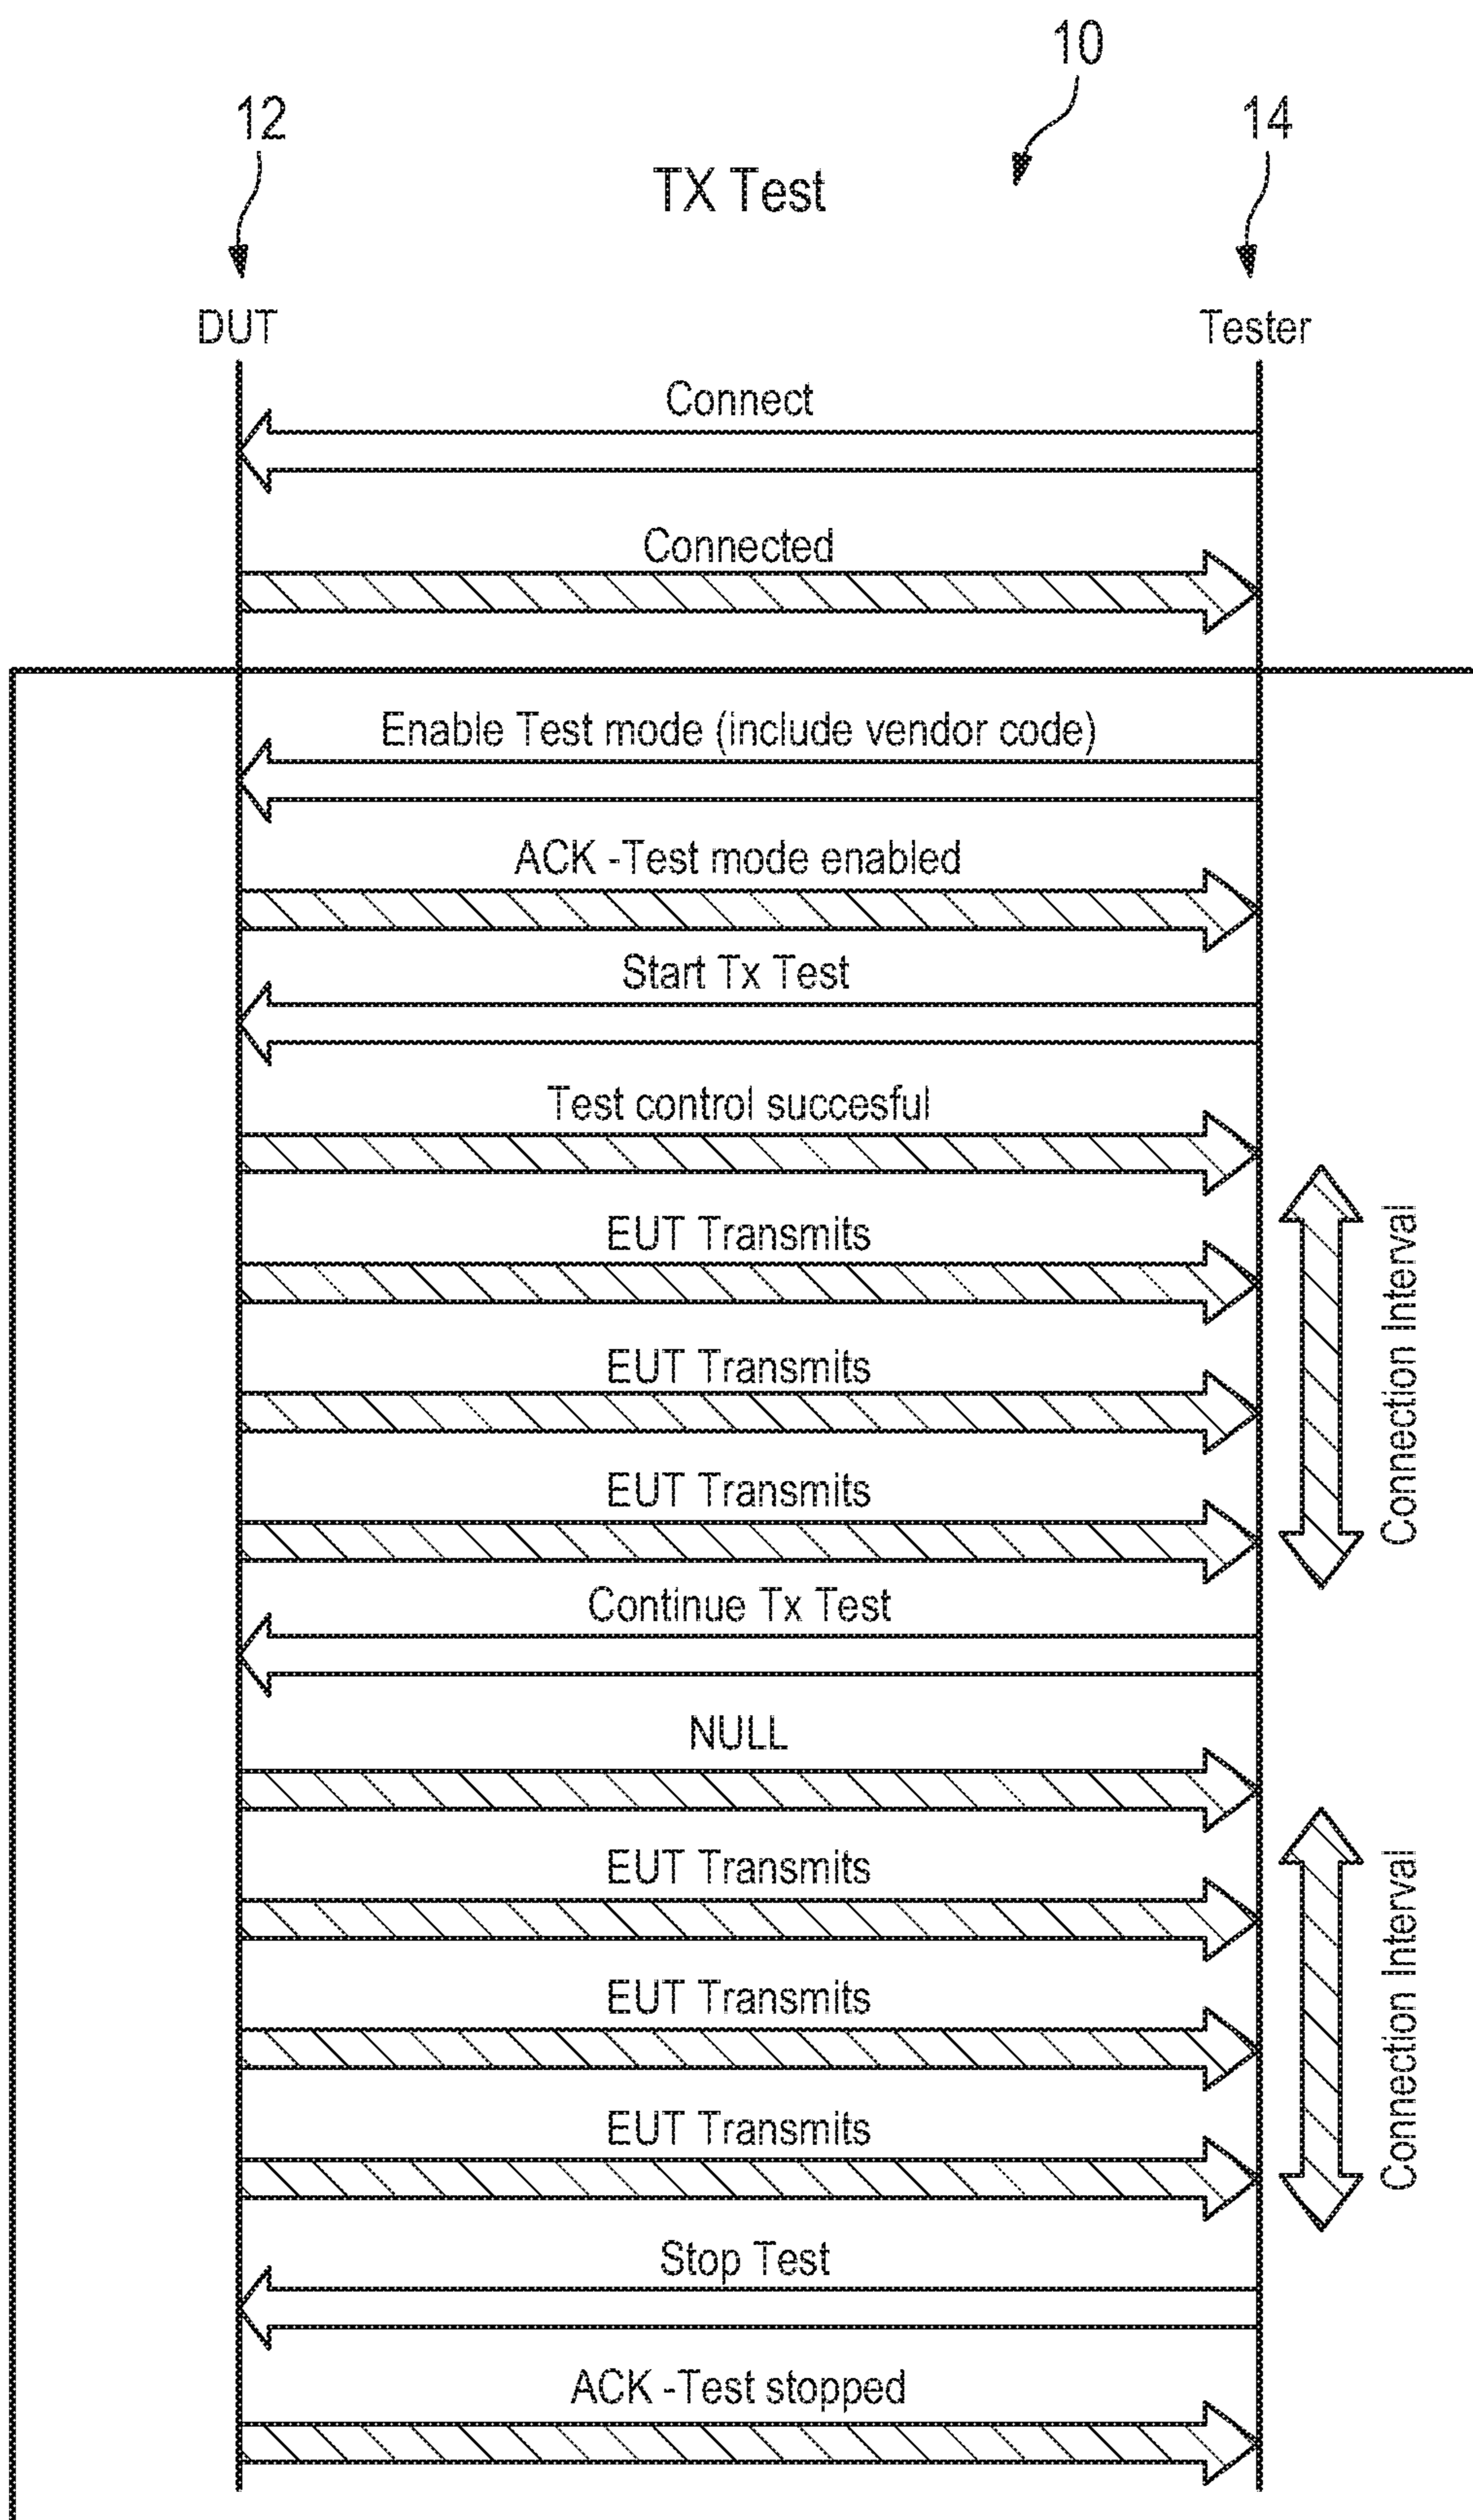 10
12
14
TX Test
DUT
Tester
Connect
Connected
Enable Test mode (include vendor code)
ACK -Test mode enabled
Start Tx Test
Test control succesful
EUT Transmits
EUT Transmits
EUT Transmits
Connection Interval
Continue Tx Test
NULL
EUT Transmits
EUT Transmits
EUT Transmits
Connection Interval
Stop Test
ACK -Test stopped